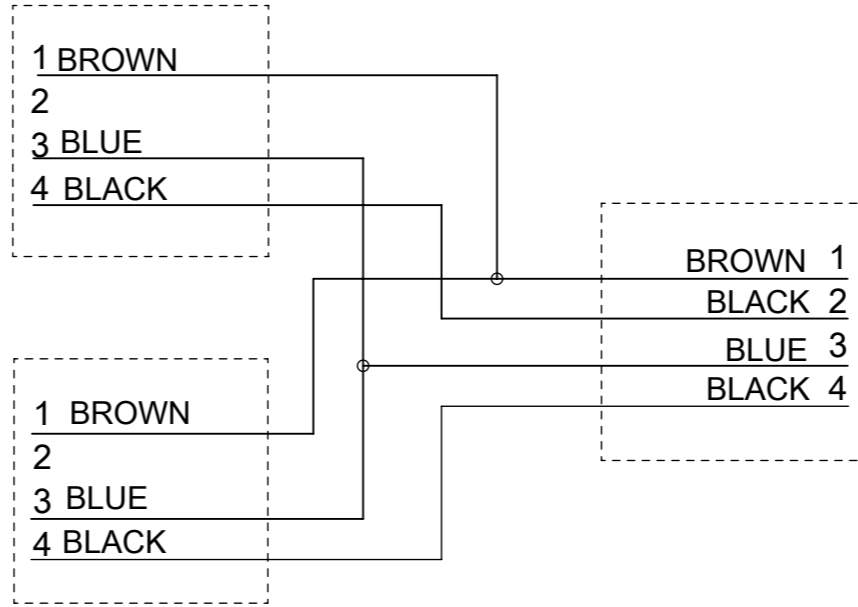 1 BROWN
2
3 BLUE
4 BLACK
BROWN 1
BLACK 2
BLUE 3
BLACK 4
1 BROWN
2
3 BLUE
4 BLACK